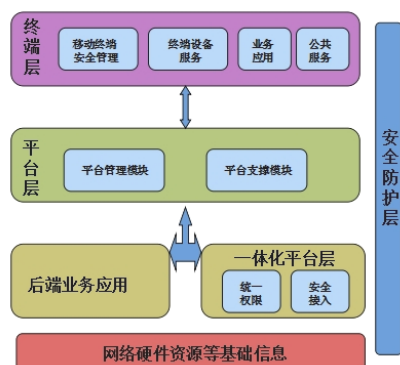 终端层
移动终端
安全管理
终端设备
服务
业务
应用
公共
服务
平台层
平台管理模块
平台支撑模块
安全防护层
后端业务应用
一体化平台层
统一
权限
安全
接入
网络硬件资源等基础信息